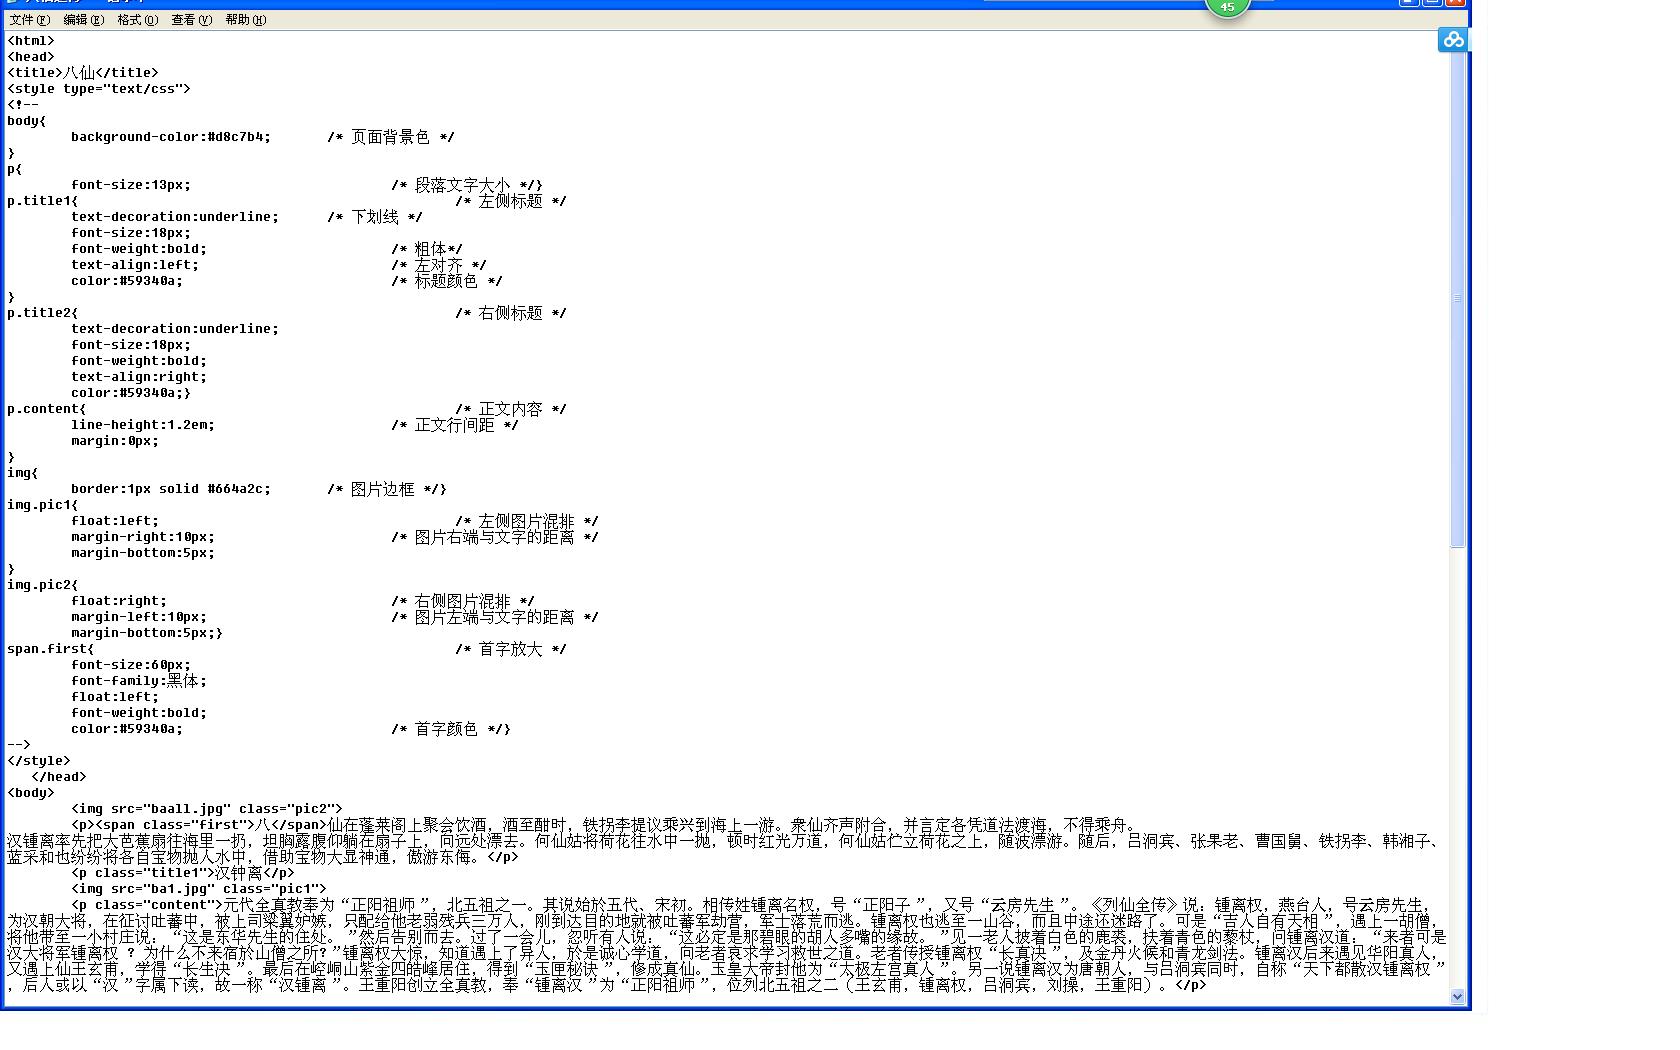 文件(F) 编辑(E) 格式(O) 查看(V) 帮助(H)
45
<html>
<head>
<title>八仙</title>
<style type="text/css">
<!--
body{
background-color:#d8c7b4; /* 页面背景色 */
}
p{
font-size:13px; /* 段落文字大小 */}
p.title1{ /* 左侧标题 */
text-decoration:underline; /* 下划线 */
font-size:18px;
font-weight:bold; /* 粗体*/
text-align:left; /* 左对齐 */
color:#59340a; /* 标题颜色 */
}
p.title2{ /* 右侧标题 */
text-decoration:underline;
font-size:18px;
font-weight:bold;
text-align:right;
color:#59340a;}
p.content{ /* 正文内容 */
line-height:1.2em; /* 正文行间距 */
margin:0px;
}
img{
border:1px solid #664a2c; /* 图片边框 */}
img.pic1{
float:left; /* 左侧图片混排 */
margin-right:10px; /* 图片右端与文字的距离 */
margin-bottom:5px;
}
img.pic2{
float:right; /* 右侧图片混排 */
margin-left:10px; /* 图片左端与文字的距离 */
margin-bottom:5px;}
span.first{ /* 首字放大 */
font-size:60px;
font-family:黑体;
float:left;
font-weight:bold;
color:#59340a; /* 首字颜色 */}
-->
</style>
</head>
<body>
<img src="baall.jpg" class="pic2">
<p><span class="first">八</span>仙在蓬莱阁上聚会饮酒，酒至酣时，铁拐李提议乘兴到海上一游。衆仙齐声附合，并言定各凭道法渡海，不得乘舟。
汉锺离率先把大芭蕉扇往海里一扔，坦胸露腹仰躺在扇子上，向远处漂去。何仙姑将荷花往水中一抛，顿时红光万道，何仙姑伫立荷花之上，随波漂游。随后，吕洞宾、张果老、曹国舅、铁拐李、韩湘子、
蓝采和也纷纷将各自宝物抛入水中，借助宝物大显神通，傲游东海。</p>
<p class="title1">汉钟离</p>
<img src="ba1.jpg" class="pic1">
<p class="content">元代全真教奉为“正阳祖师”，北五祖之一。其说始於五代、宋初。相传姓锺离名权，号“正阳子”，又号“云房先生”。《列仙全传》说：锺离权，燕台人，号云房先生，
为汉朝大将，在征讨吐蕃中，被上司梁冀妒嫉，只配给他老弱残兵三万人，刚到达目的地就被吐蕃军劫营，军士落荒而逃。锺离权也逃至一山谷，而且中途还迷路了。可是“吉人自有天相”，遇上一胡僧，
将他带至一小村庄说：“这是东华先生的住处。”然后告别而去。过了一会儿，忽听有人说：“这必定是那碧眼的胡人多嘴的缘故。”见一老人披着白色的鹿裘，扶着青色的藜杖，问锺离汉道：“来者可是
汉大将军锺离权 ？为什么不来宿於山僧之所？”锺离权大惊，知道遇上了异人，於是诚心学道，向老者哀求学习救世之道。老者传授锺离权“长真决”，及金丹火候和青龙剑法。锺离汉后来遇见华阳真人，
又遇上仙王玄甫，学得“长生决”。最后在崆峒山紫金四皓峰居住，得到“玉匣秘诀”，修成真仙。玉皇大帝封他为“太极左宫真人”。另一说锺离汉为唐朝人，与吕洞宾同时，自称“天下都散汉锺离权”
，后人或以“汉”字属下读，故一称“汉锺离”。王重阳创立全真教，奉“锺离汉”为“正阳祖师”，位列北五祖之二（王玄甫，锺离权，吕洞宾，刘操，王重阳）。</p>